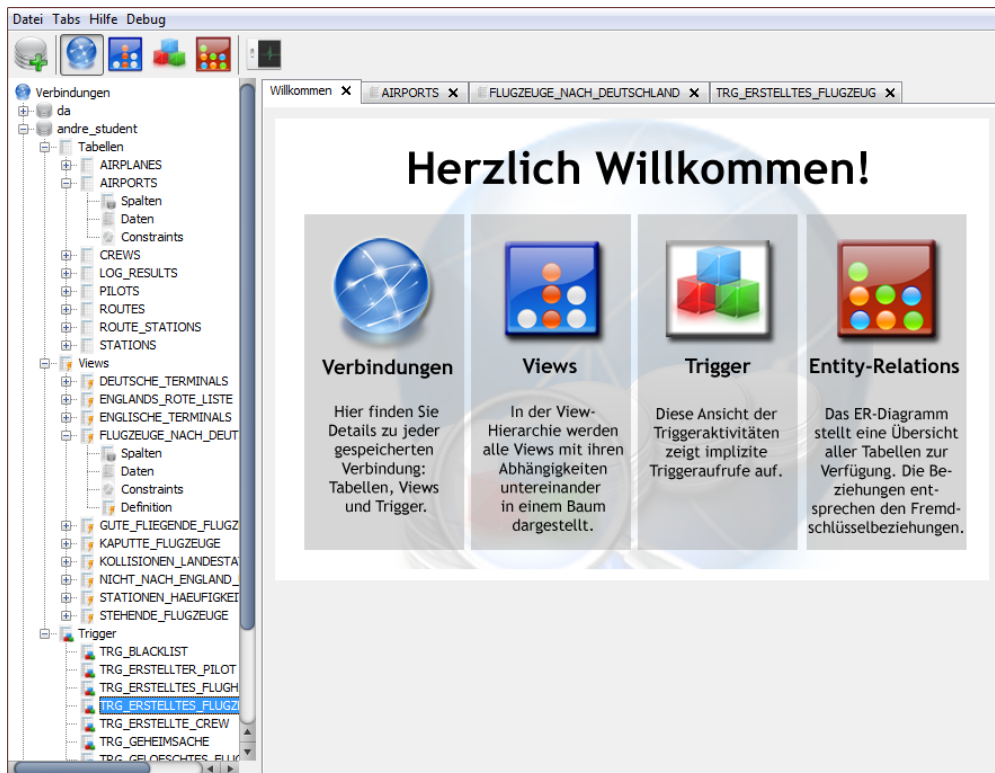 Datei Tabs Hilfe Debug
Verbindungen
da
andre_student
Tabellen
AIRPLANES
AIRPORTS
Spalten
Daten
Constraints
CREWS
LOG_RESULTS
PILOTS
ROUTES
ROUTE_STATIONS
STATIONS
Views
DEUTSCHE_TERMINALS
ENGLANDS_ROTE_LISTE
ENGLISCHE_TERMINALS
FLUGZEUGE_NACH_DEUT
Spalten
Daten
Constraints
Definition
GUTE_FLIEGENDE_FLUGZ
KAPUTTE_FLUGZEUGE
KOLLISIONEN_LANDESTA
NICHT_NACH_ENGLAND_
STATIONEN_HAEUFIGKEI
STEHENDE_FLUGZEUGE
Trigger
TRG_BLACKLIST
TRG_ERSTELLTER_PILOT
TRG_ERSTELLTES_FLUGH
TRG_ERSTELLTES_FLUGZ
TRG_ERSTELLTE_CREW
TRG_GEHEIMSACHE
TRG_GELOESCHTES_FLUG
Willkommen AIRPORTS FLUGZEUGE_NACH_DEUTSCHLAND TRG_ERSTELLTES_FLUGZEUG
Herzlich Willkommen!
Verbindungen
Hier finden Sie
Details zu jeder
gespeicherten
Verbindung:
Tabellen, Views
und Trigger.
Views
In der View-
Hierarchie werden
alle Views mit ihren
Abhängigkeiten
untereinander
in einem Baum
dargestellt.
Trigger
Diese Ansicht der
Triggeraktivitäten
zeigt implizite
Triggeraufrufe auf.
Entity-Relations
Das ER-Diagramm
stellt eine Übersicht
aller Tabellen zur
Verfügung. Die Be-
ziehungen ent-
sprechen den Fremd-
schlüsselbeziehungen.